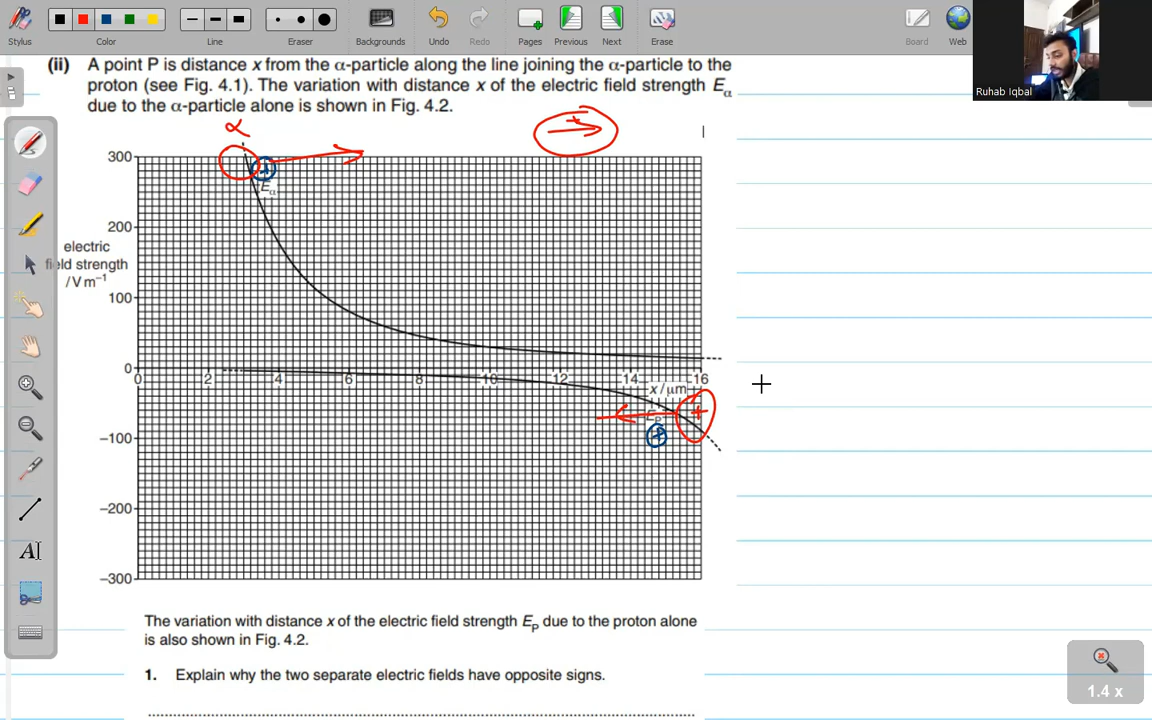 Stylus
Color
Line
Eraser
Backgrounds
Undo
Redo
Pages
Previous
Next
Erase
Board
Web
Ruhab Iqbal
(ii) A point P is distance x from the α-particle along the line joining the α-particle to the
proton (see Fig. 4.1). The variation with distance x of the electric field strength Eα
due to the α-particle alone is shown in Fig. 4.2.
α
+
300
+
Eα
200
electric
field strength
/V m⁻¹
100
0
0 2 4 6 8 10 12 14 16
x/μm
+
EP
+
–100
–200
–300
The variation with distance x of the electric field strength EP due to the proton alone
is also shown in Fig. 4.2.
1. Explain why the two separate electric fields have opposite signs.
1.4 x